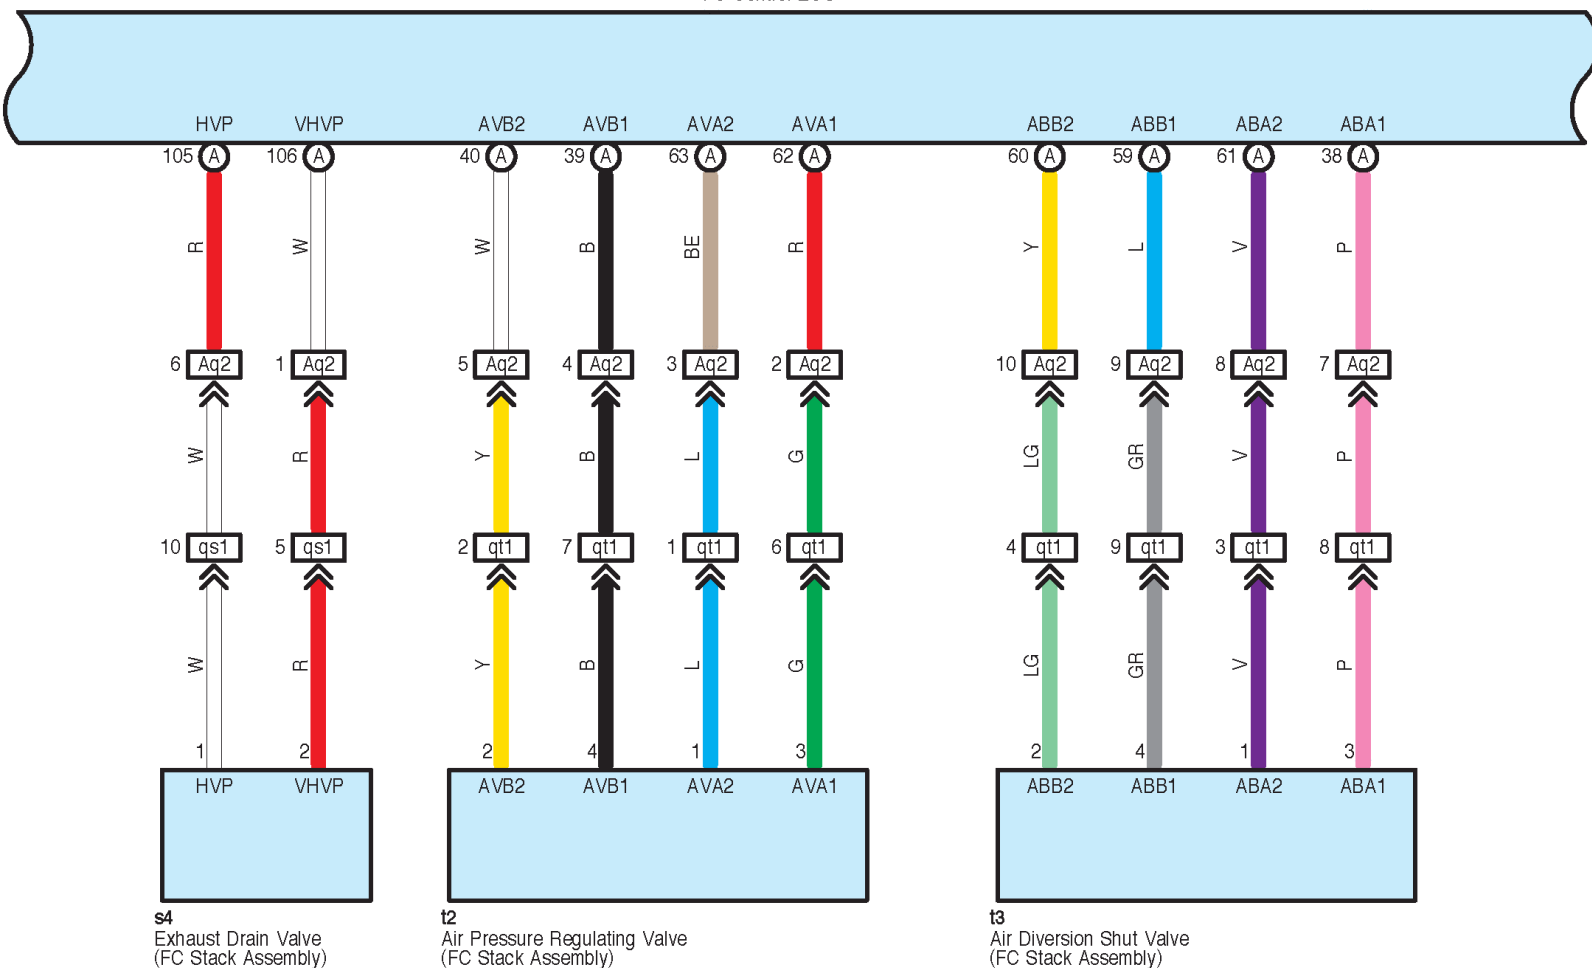 HVP VHVP AVB2 AVB1 AVA2 AVA1 ABB2 ABB1 ABA2 ABA1
105 A 106 A 40 A 39 A 63 A 62 A 60 A 59 A 61 A 38 A
R W W B BE R Y L V P
6 Aq2 1 Aq2 5 Aq2 4 Aq2 3 Aq2 2 Aq2 10 Aq2 9 Aq2 8 Aq2 7 Aq2
W R Y B L G LG GR V P
10 qs1 5 qs1 2 qt1 7 qt1 1 qt1 6 qt1 4 qt1 9 qt1 3 qt1 8 qt1
W R Y B L G LG GR V P
1 2 2 4 1 3 2 4 1 3
HVP VHVP AVB2 AVB1 AVA2 AVA1 ABB2 ABB1 ABA2 ABA1
s4
Exhaust Drain Valve
(FC Stack Assembly)
t2
Air Pressure Regulating Valve
(FC Stack Assembly)
t3
Air Diversion Shut Valve
(FC Stack Assembly)